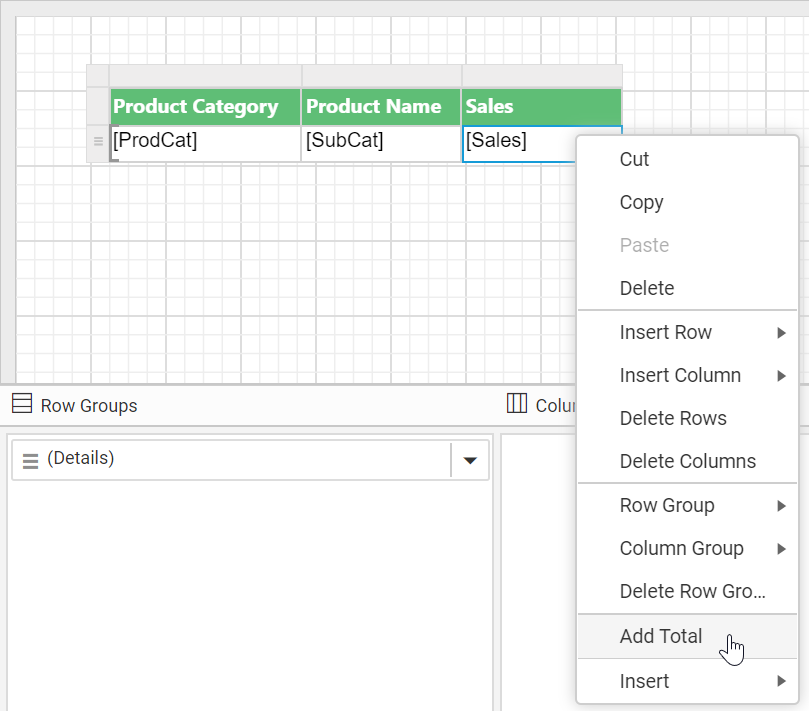 Product Category Product Name Sales
[ProdCat] [SubCat] [Sales]
Cut
Copy
Paste
Delete
Insert Row
Insert Column
Delete Rows
Delete Columns
Row Group
Column Group
Delete Row Gro...
Add Total
Insert
Row Groups
Colu
(Details)